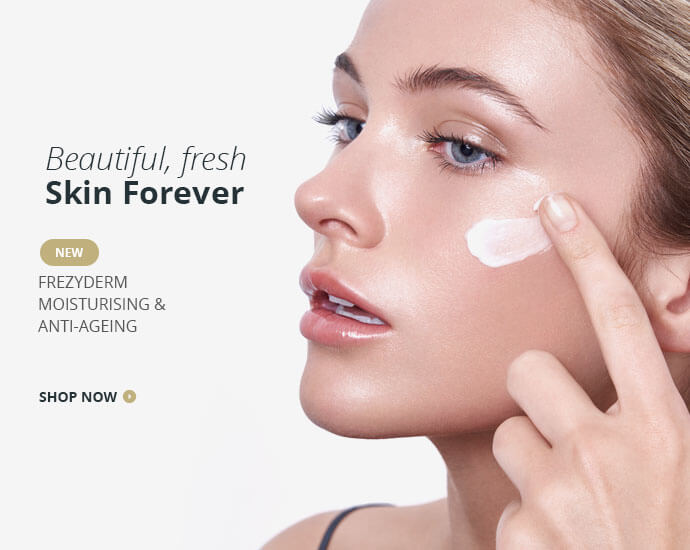 Beautiful, fresh
Skin Forever
NEW
FREZYDERM
MOISTURISING &
ANTI-AGEING
SHOP NOW